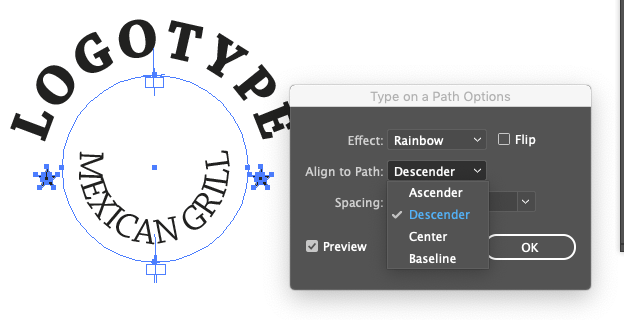 LOGOTYPE
MEXICAN GRILL
Type on a Path Options
Effect: Rainbow Flip
Align to Path: Descender
Ascender
Spacing:
Descender
Center
Preview OK
Baseline